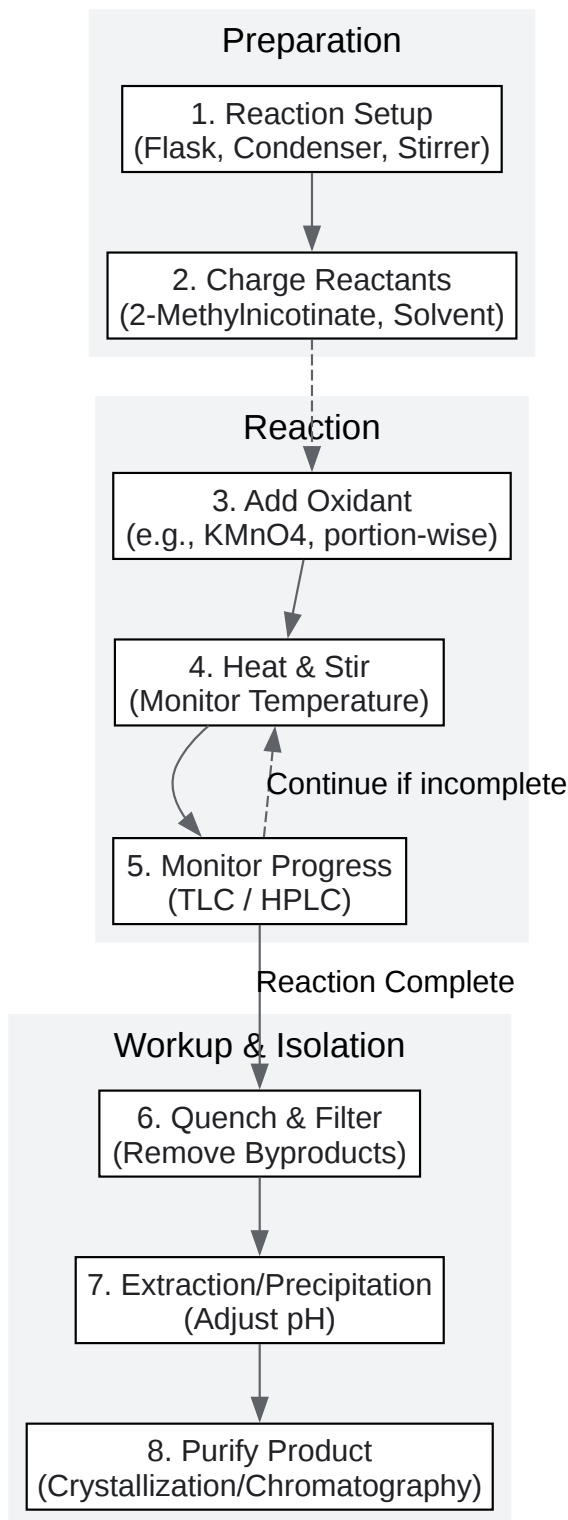 Preparation
1. Reaction Setup
(Flask, Condenser, Stirrer)
2. Charge Reactants
(2-Methylnicotinate, Solvent)
Reaction
3. Add Oxidant
(e.g., KMnO4, portion-wise)
4. Heat & Stir
(Monitor Temperature)
Continue if incomplete
5. Monitor Progress
(TLC / HPLC)
Reaction Complete
Workup & Isolation
6. Quench & Filter
(Remove Byproducts)
7. Extraction/Precipitation
(Adjust pH)
8. Purify Product
(Crystallization/Chromatography)